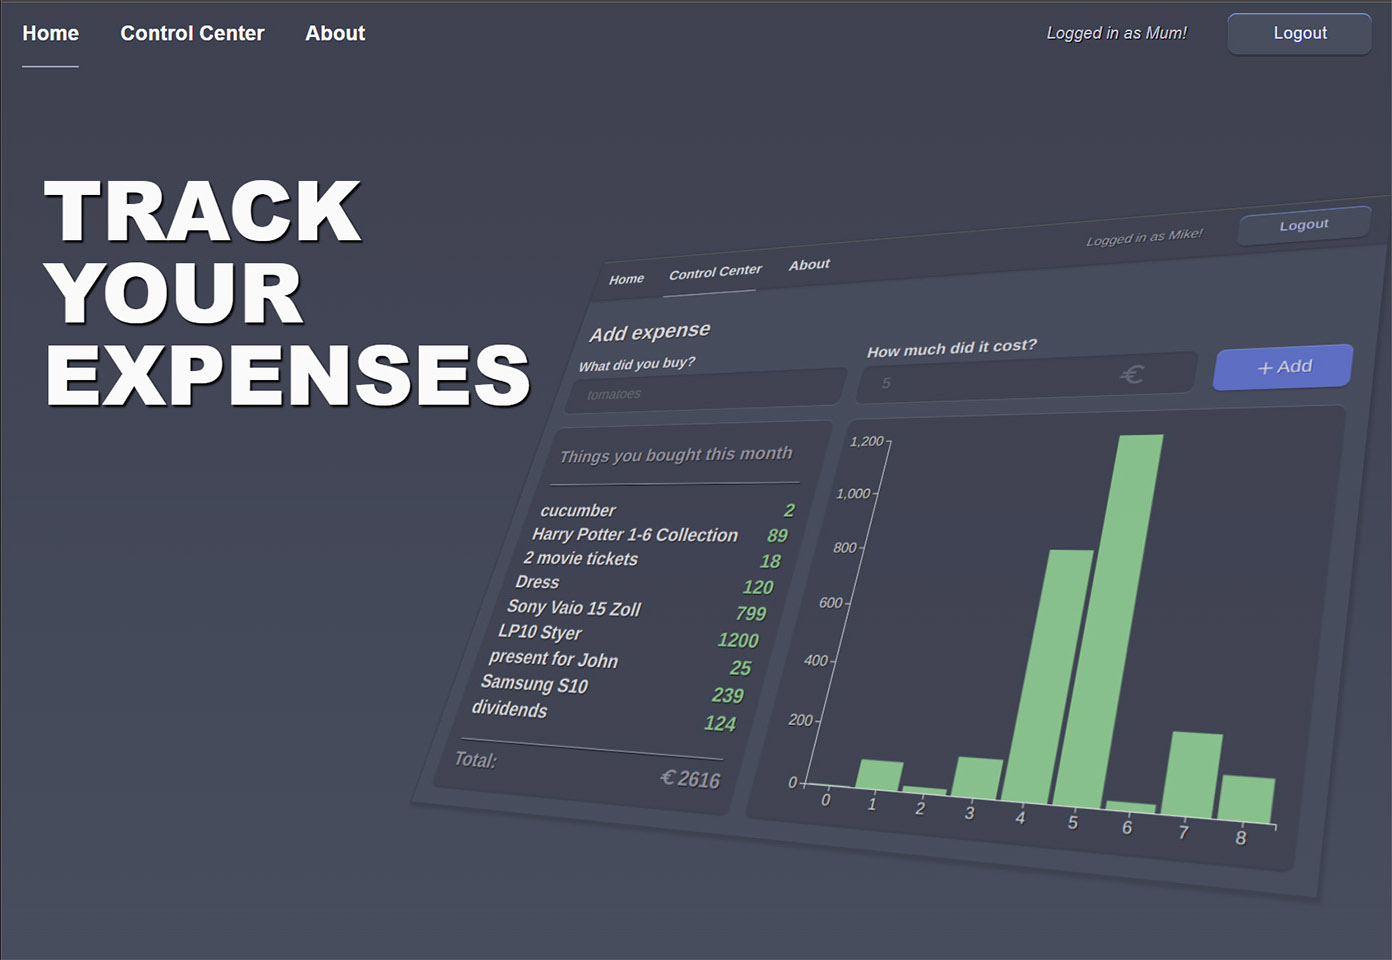 Home Control Center About Logged in as Mum! Logout
TRACK
YOUR
EXPENSES
Home Control Center About Logged in as Mike! Logout
Add expense
What did you buy? How much did it cost?
tomatoes 5 € + Add
Things you bought this month
cucumber 2
Harry Potter 1-6 Collection 89
2 movie tickets 18
Dress 120
Sony Vaio 15 Zoll 799
LP10 Styer 1200
present for John 25
Samsung S10 239
dividends 124
Total: € 2616
1,200
1,000
800
600
400
200
0
0 1 2 3 4 5 6 7 8